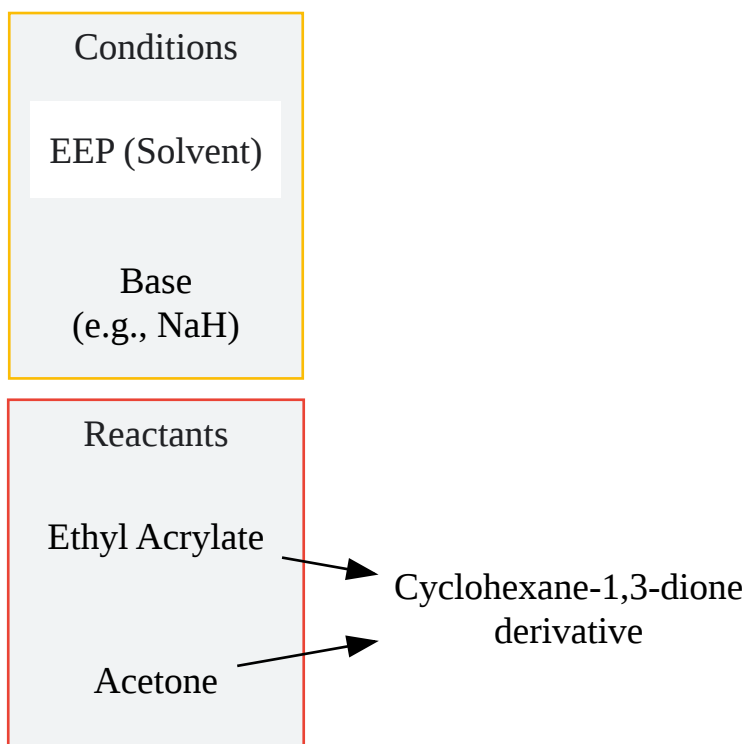 Conditions
EEP (Solvent)
Base
(e.g., NaH)
Reactants
Ethyl Acrylate
Acetone
Cyclohexane-1,3-dione
derivative